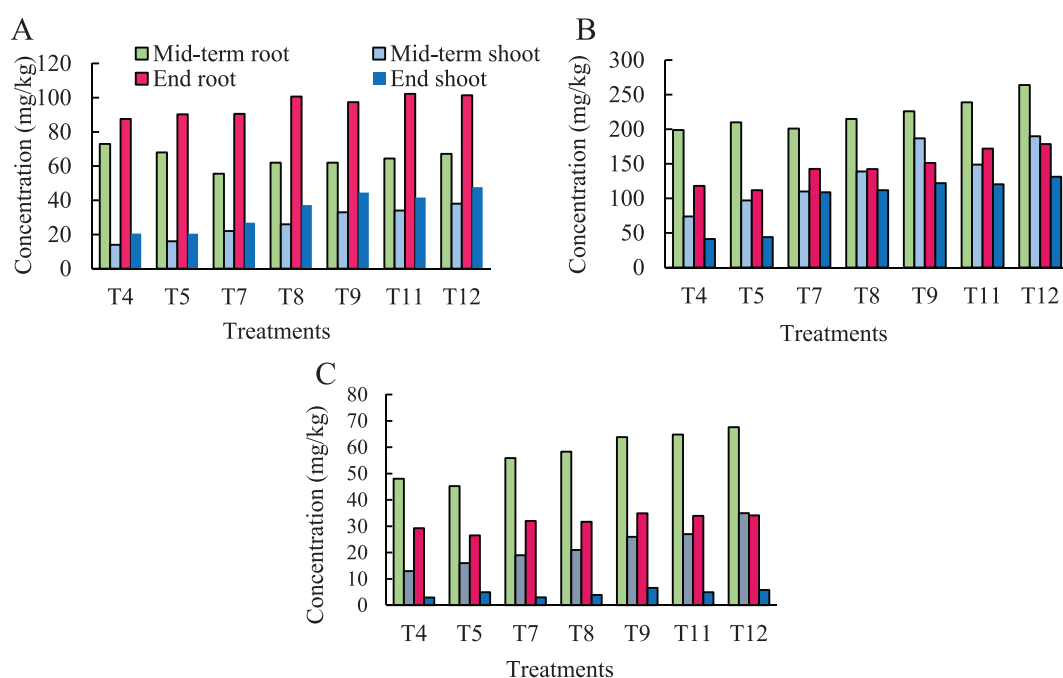 A
Mid-term root
Mid-term shoot
End root
End shoot
Concentration (mg/kg)
120
100
80
60
40
20
0
T4 T5 T7 T8 T9 T11 T12
Treatments
B
Concentration (mg/kg)
300
250
200
150
100
50
0
T4 T5 T7 T8 T9 T11 T12
Treatments
C
Concentration (mg/kg)
80
70
60
50
40
30
20
10
0
T4 T5 T7 T8 T9 T11 T12
Treatments